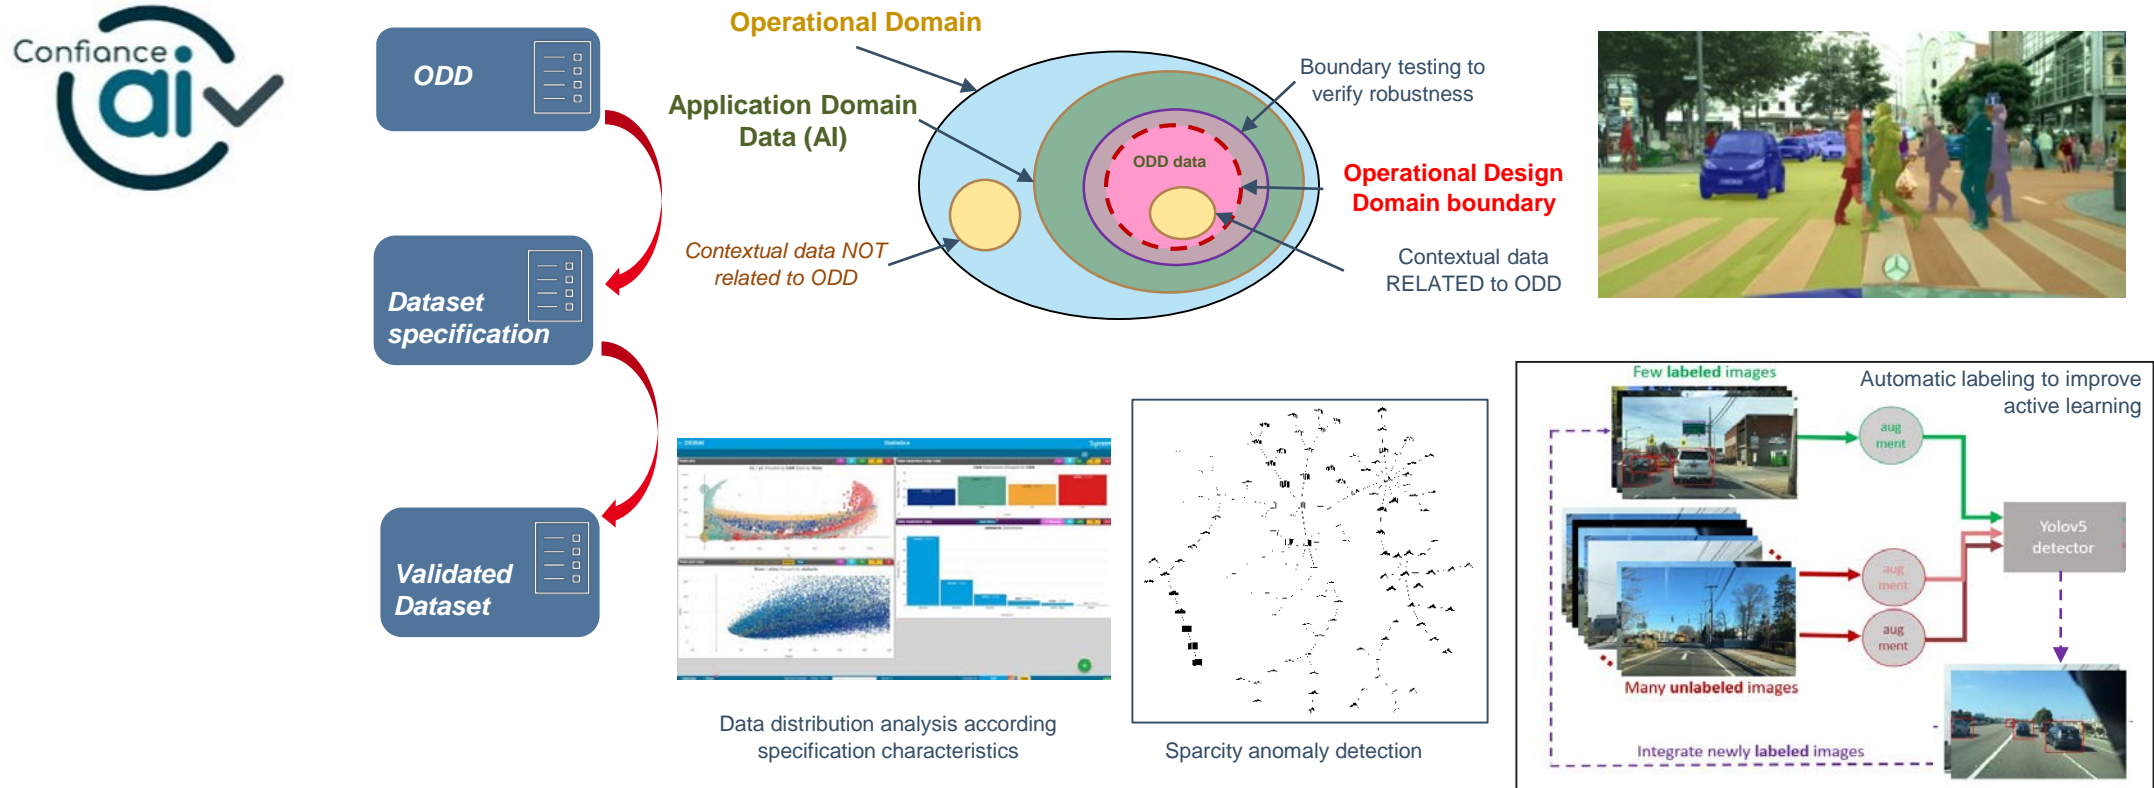 Confiance
ai
ODD
Dataset
specification
Validated
Dataset
Operational Domain
Application Domain
Data (AI)
Contextual data NOT
related to ODD
ODD data
Boundary testing to
verify robustness
Operational Design
Domain boundary
Contextual data
RELATED to ODD
DEBIAI
Statistics
Data distribution analysis according
specification characteristics
Sparcity anomaly detection
Automatic labeling to improve
active learning
Few labeled images
aug
ment
Yolov5
detector
aug
ment
aug
ment
Many unlabeled images
Integrate newly labeled images